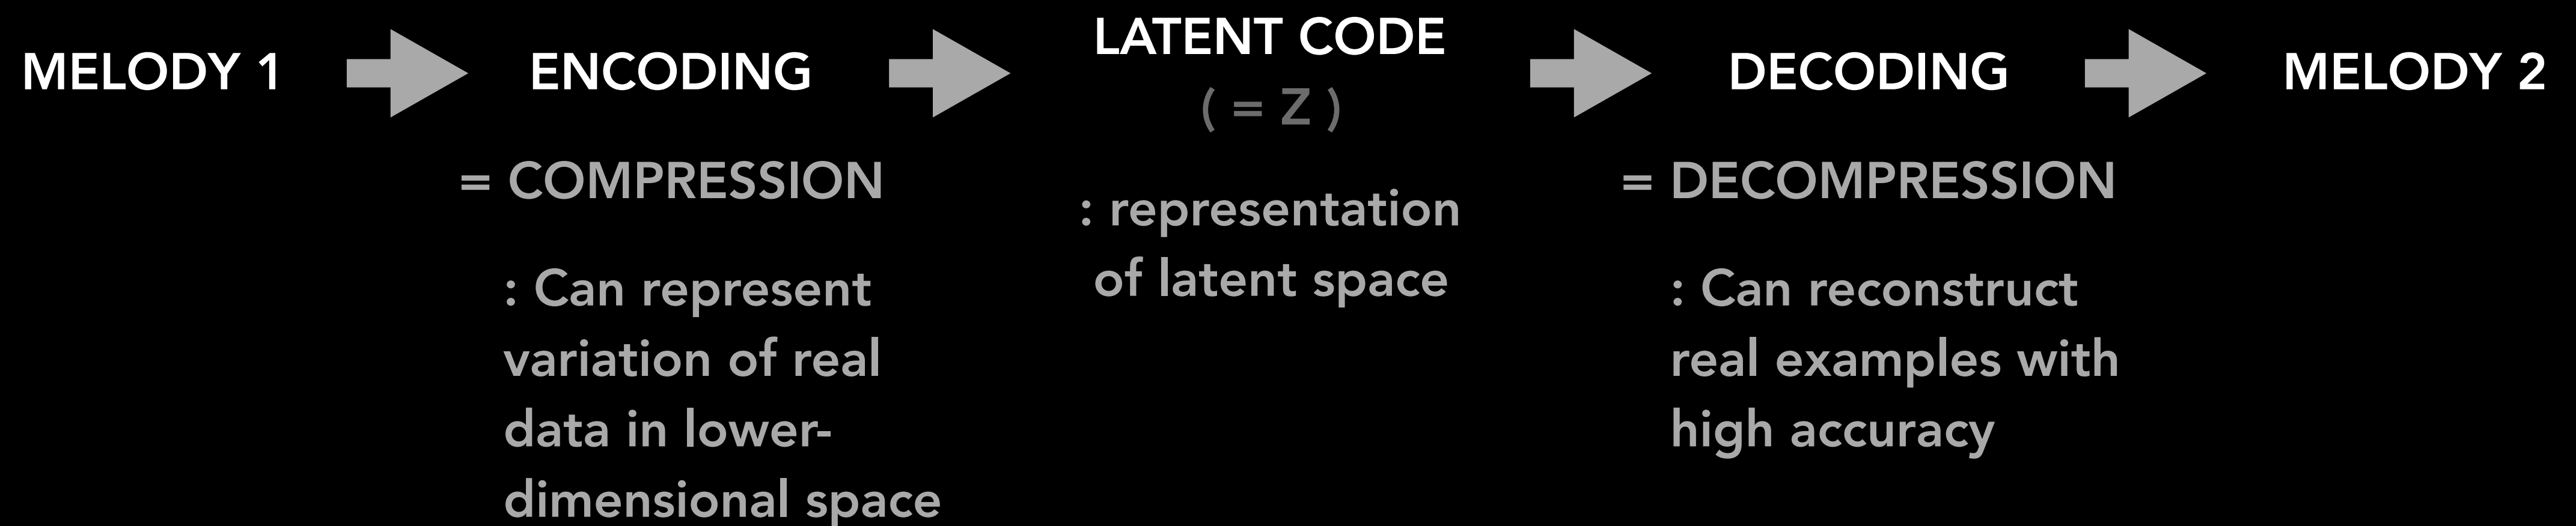 MELODY 1
ENCODING
= COMPRESSION
: Can represent
variation of real
data in lower-
dimensional space
LATENT CODE
( = Z )
: representation
of latent space
DECODING
= DECOMPRESSION
: Can reconstruct
real examples with
high accuracy
MELODY 2